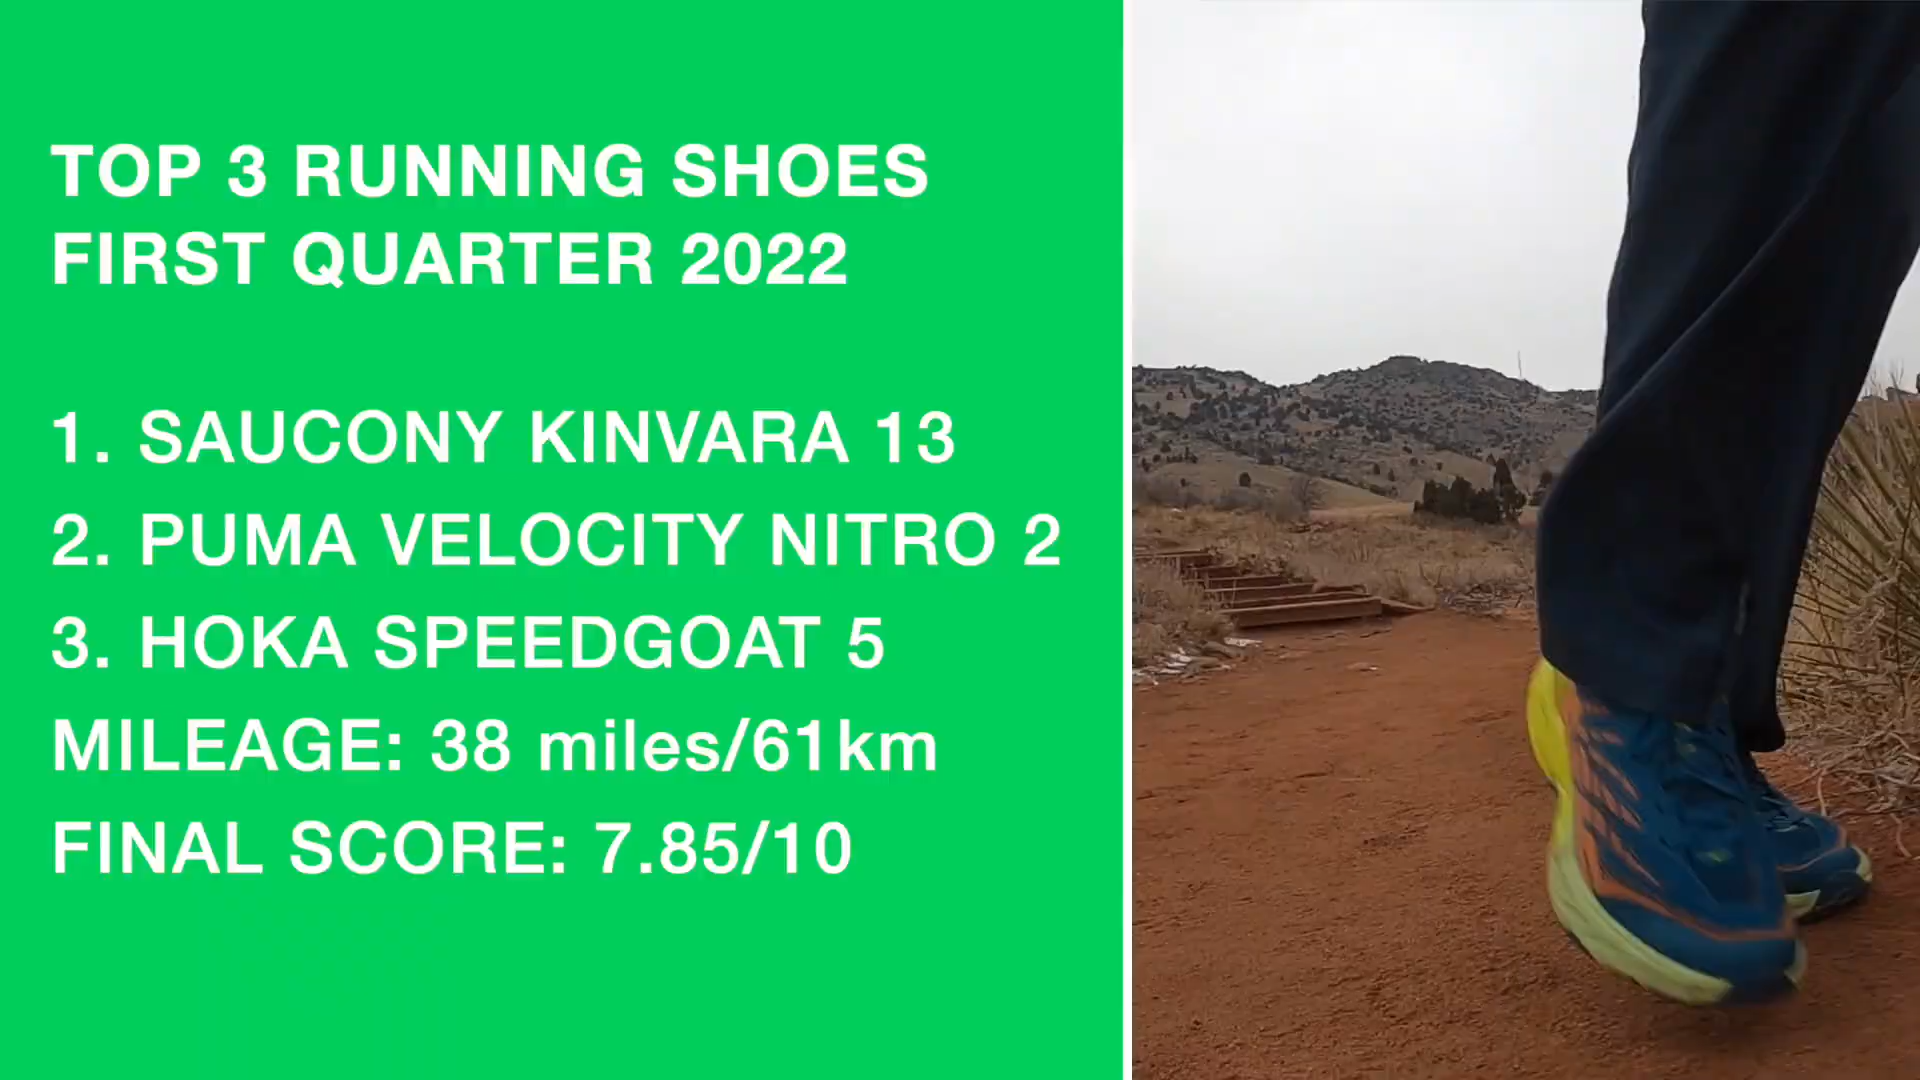 TOP 3 RUNNING SHOES
FIRST QUARTER 2022
1. SAUCONY KINVARA 13
2. PUMA VELOCITY NITRO 2
3. HOKA SPEEDGOAT 5
MILEAGE: 38 miles/61km
FINAL SCORE: 7.85/10